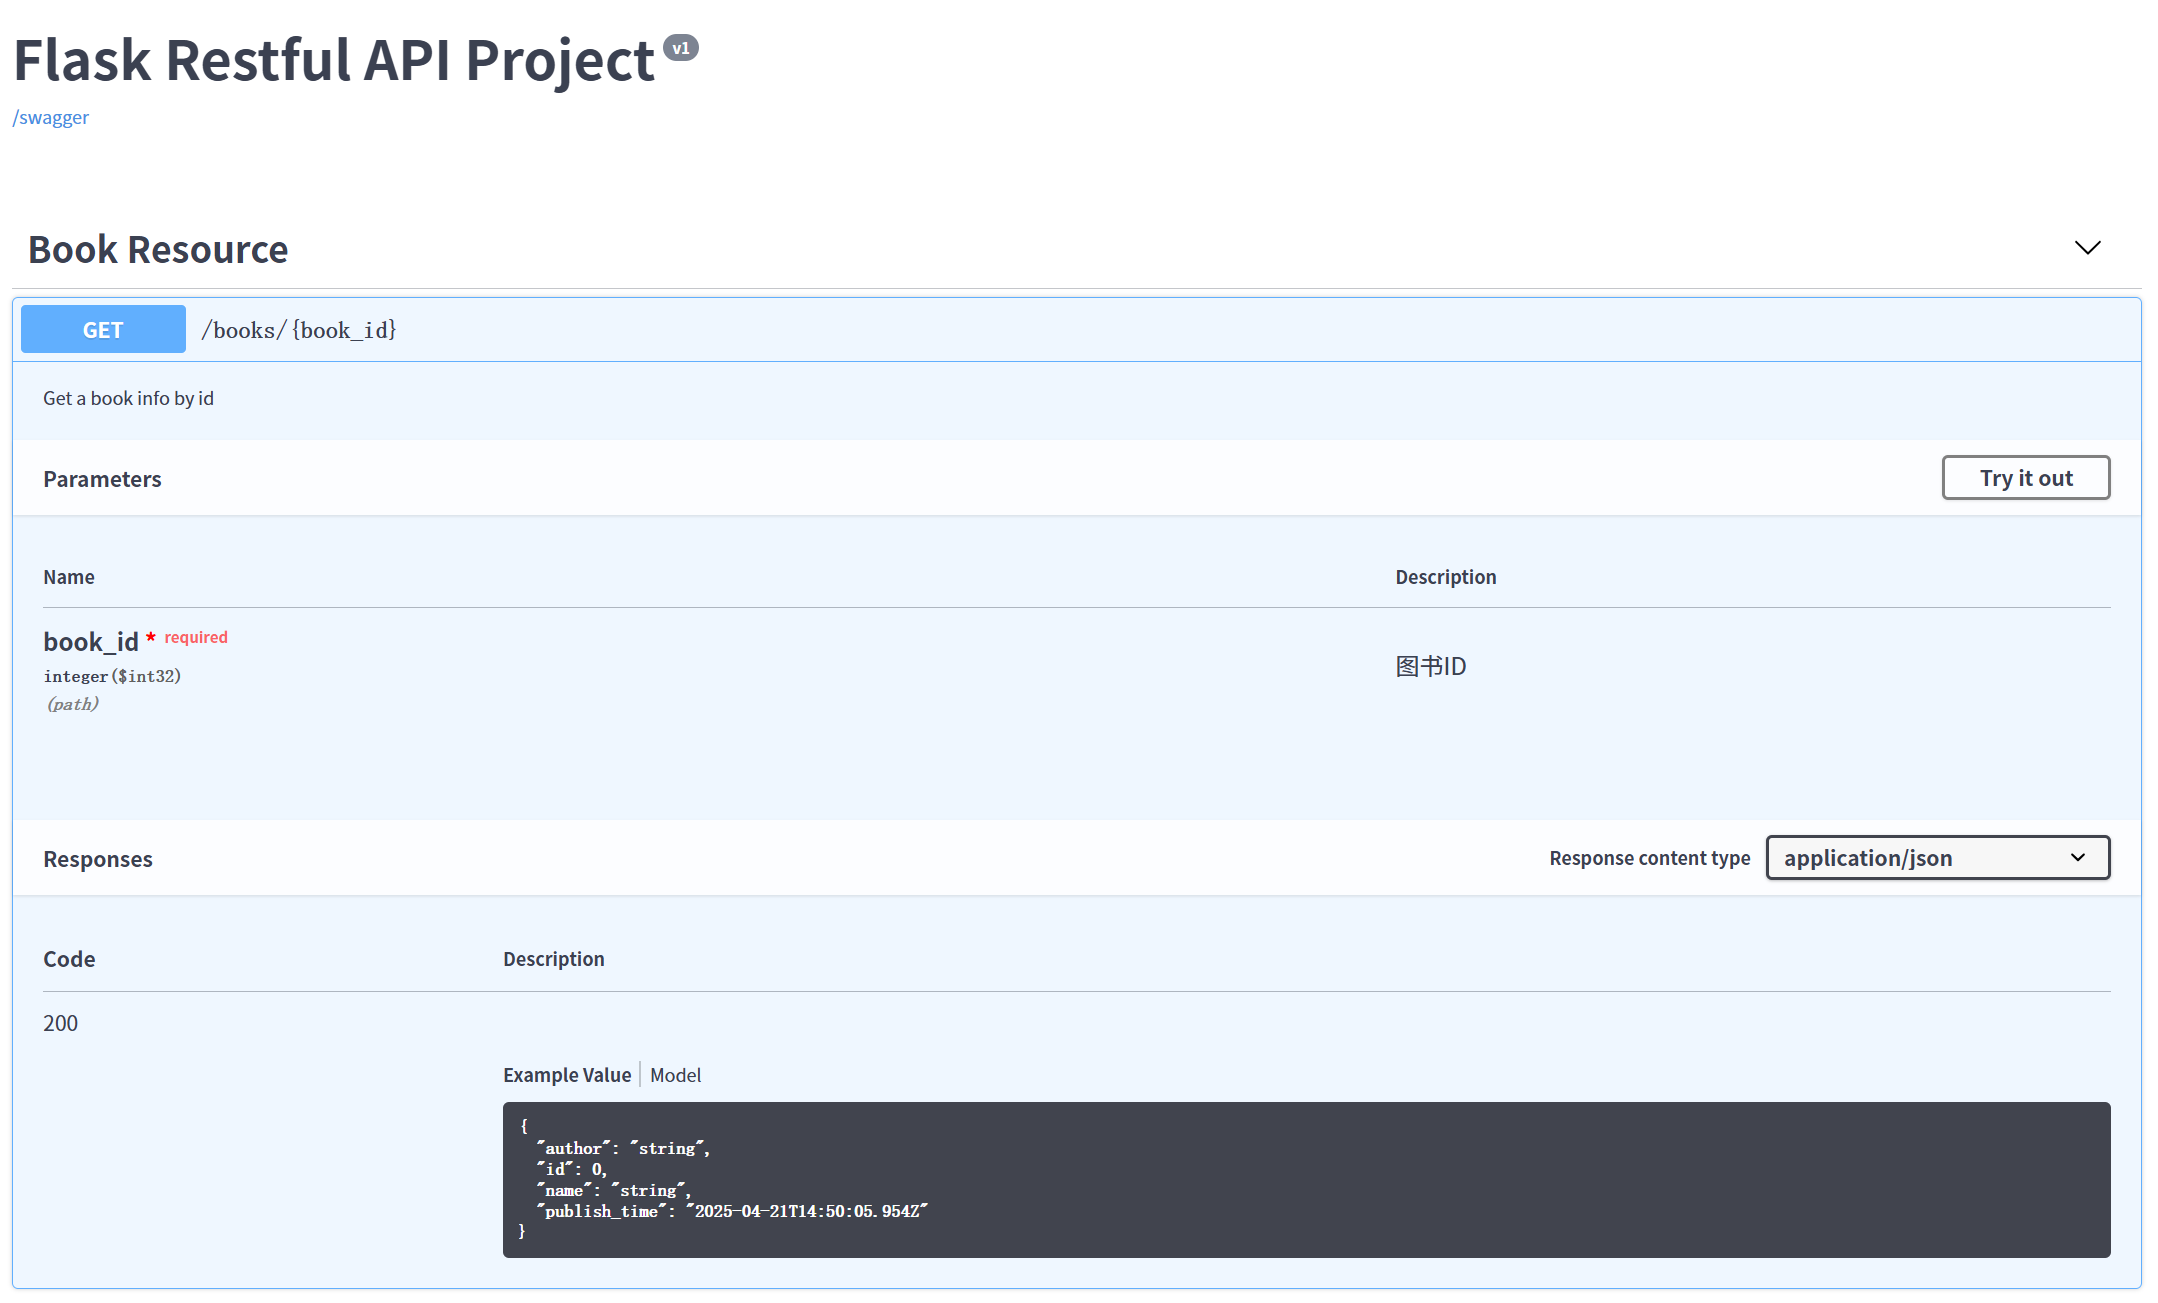 Flask Restful API Project v1
/swagger
Book Resource
GET /books/{book_id}
Get a book info by id
Parameters Try it out
Name Description
book_id * required
integer($int32)
(path)
图书ID
Responses Response content type application/json
Code Description
200
Example Value Model
{
  "author": "string",
  "id": 0,
  "name": "string",
  "publish_time": "2025-04-21T14:50:05.954Z"
}